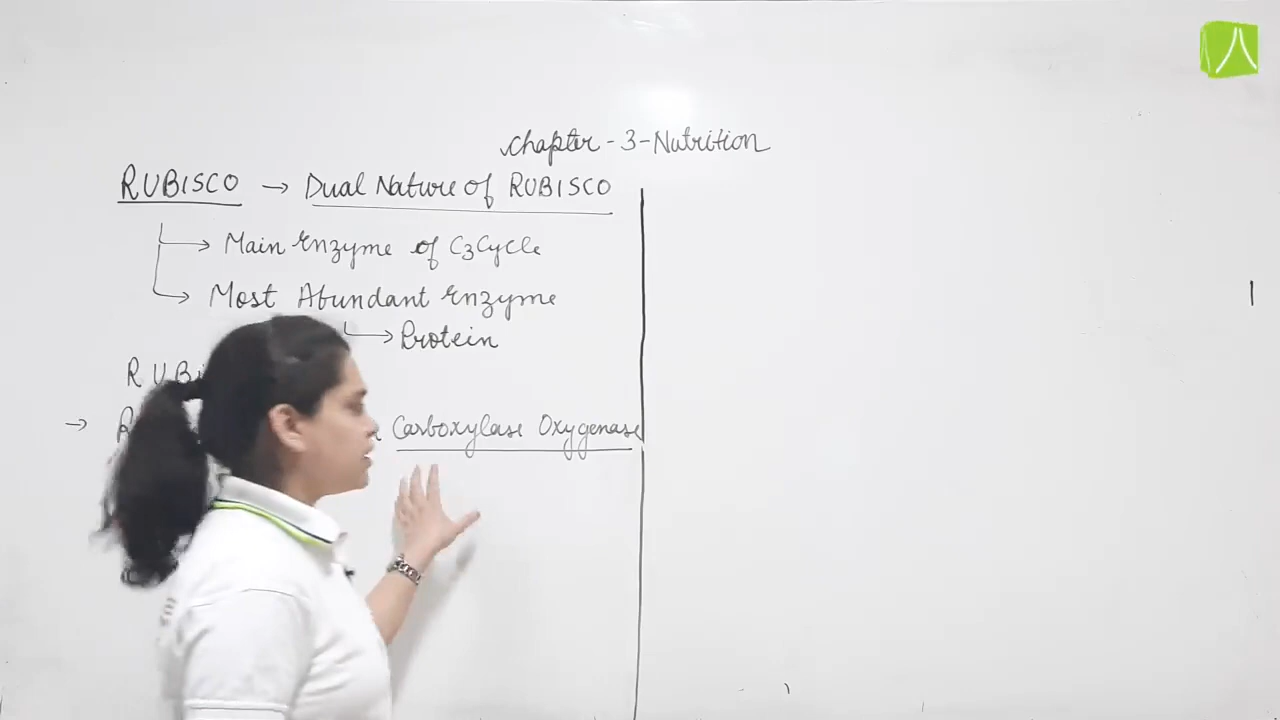 Chapter - 3 - Nutrition
RUBISCO → Dual Nature of RUBISCO
→ Main Enzyme of C3 Cycle
→ Most Abundant Enzyme
→ Protein
→ Carboxylase Oxygenase